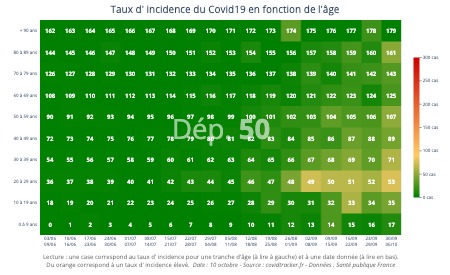 Taux d' incidence du Covid19 en fonction de l'âge
+ 90 ans 162 163 164 165 166 167 168 169 170 171 172 173 174 175 176 177 178 179
80 à 89 ans 144 145 146 147 148 149 150 151 152 153 154 155 156 157 158 159 160 161
70 à 79 ans 126 127 128 129 130 131 132 133 134 135 136 137 138 139 140 141 142 143
60 à 69 ans 108 109 110 111 112 113 114 115 116 117 118 119 120 121 122 123 124 125
50 à 59 ans 90 91 92 93 94 95 96 97 98 99 100 101 102 103 104 105 106 107
Dép. 50
40 à 49 ans 72 73 74 75 76 77 78 79 80 81 82 83 84 85 86 87 88 89
30 à 39 ans 54 55 56 57 58 59 60 61 62 63 64 65 66 67 68 69 70 71
20 à 29 ans 36 37 38 39 40 41 42 43 44 45 46 47 48 49 50 51 52 53
10 à 19 ans 18 19 20 21 22 23 24 25 26 27 28 29 30 31 32 33 34 35
0 à 9 ans 0 1 2 3 4 5 6 7 8 9 10 11 12 13 14 15 16 17
300 cas
250 cas
200 cas
150 cas
100 cas
50 cas
0 cas
Lecture : une case correspond au taux d'incidence pour une tranche d'âge (à lire à gauche) et à une date donnée (à lire en bas).
Du orange correspond à un taux d' incidence élevé. Date : 10 octobre - Source : covidtracker.fr - Données : Santé publique France